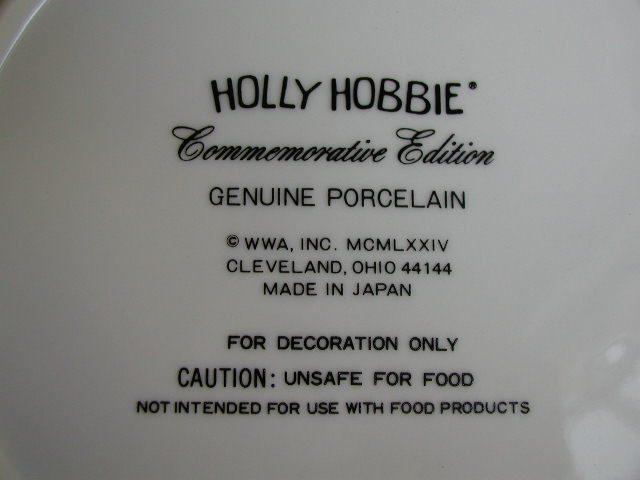 HOLLY HOBBIE®
Commemorative Edition
GENUINE PORCELAIN
© WWA, INC. MCMLXXIV
CLEVELAND, OHIO 44144
MADE IN JAPAN
FOR DECORATION ONLY
CAUTION: UNSAFE FOR FOOD
NOT INTENDED FOR USE WITH FOOD PRODUCTS